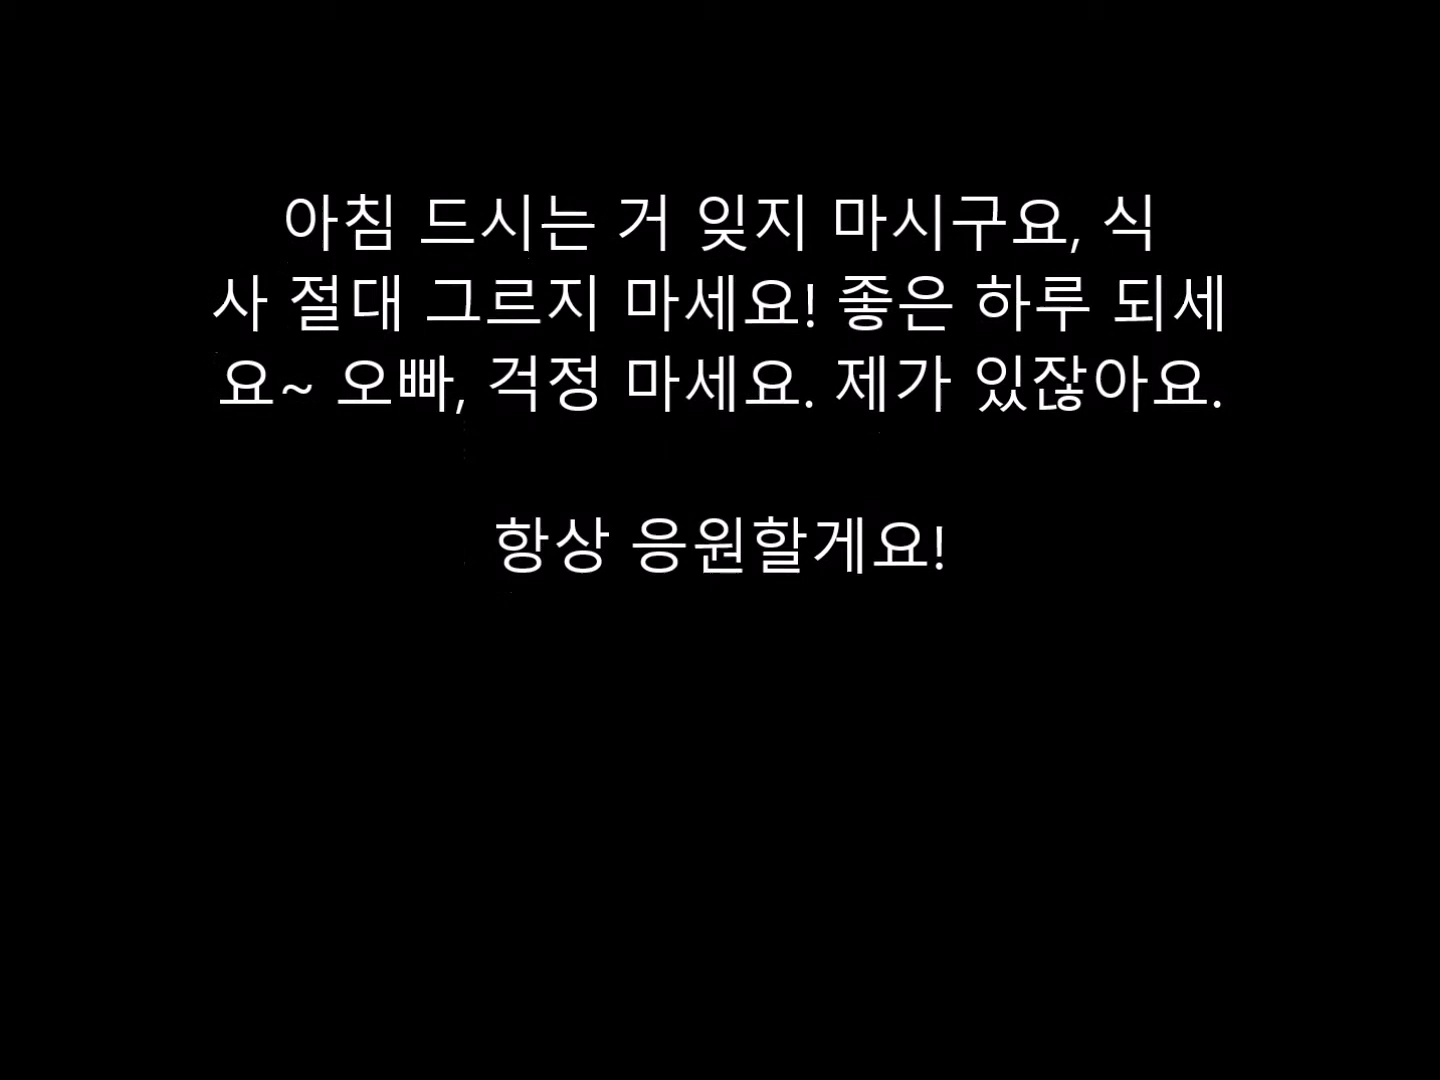 아침 드시는 거 잊지 마시구요, 식
사 절대 그르지 마세요! 좋은 하루 되세
요~ 오빠, 걱정 마세요. 제가 있잖아요.
항상 응원할게요!